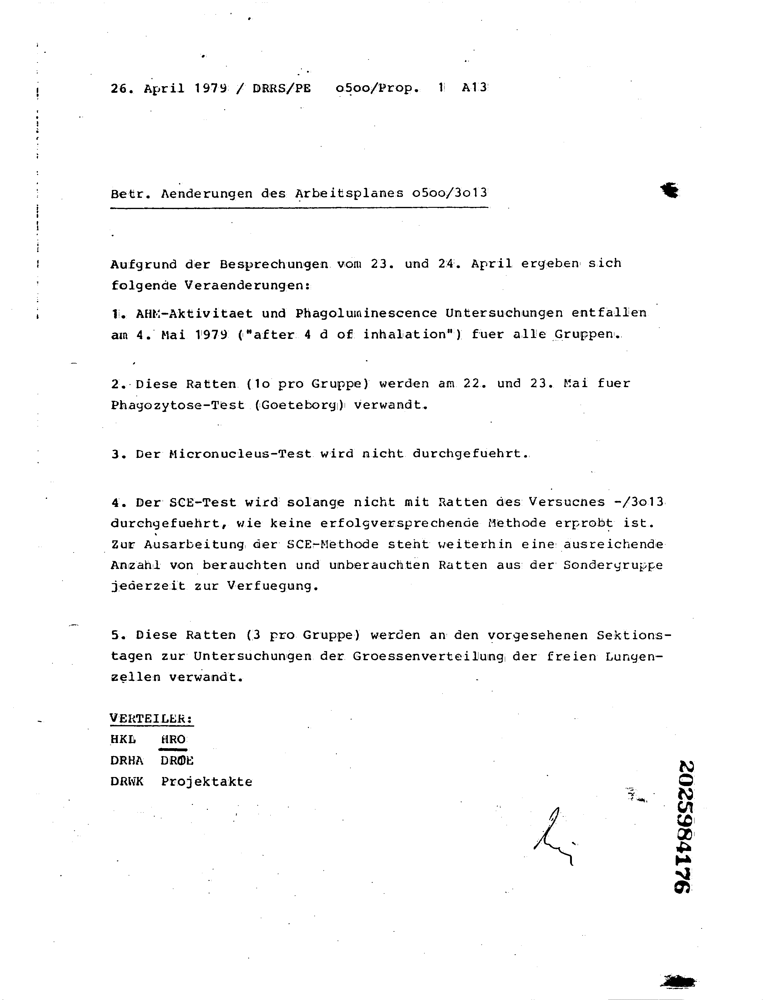 26. April 1979 / DRRS/PE o5oo/Prop. 1 A13
Betr. Aenderungen des Arbeitsplanes o5oo/3o13
Aufgrund der Besprechungen vom 23. und 24. April ergeben sich
folgende Veraenderungen:
1. AHM-Aktivitaet und Phagoluminescence Untersuchungen entfallen
am 4. Mai 1979 ("after 4 d of inhalation") fuer alle Gruppen.
2. Diese Ratten (1o pro Gruppe) werden am 22. und 23. Mai fuer
Phagozytose-Test (Goeteborg) verwandt.
3. Der Micronucleus-Test wird nicht durchgefuehrt.
4. Der SCE-Test wird solange nicht mit Ratten des Versuches -/3o13
durchgefuehrt, wie keine erfolgversprechende Methode erprobt ist.
Zur Ausarbeitung der SCE-Methode steht weiterhin eine ausreichende
Anzahl von berauchten und unberauchten Ratten aus der Sondergruppe
jederzeit zur Verfuegung.
5. Diese Ratten (3 pro Gruppe) werden an den vorgesehenen Sektions-
tagen zur Untersuchungen der Groessenverteilung der freien Lungen-
zellen verwandt.
VERTEILER:
HKL HRO
DRHA DROE
DRWK Projektakte
2025984176